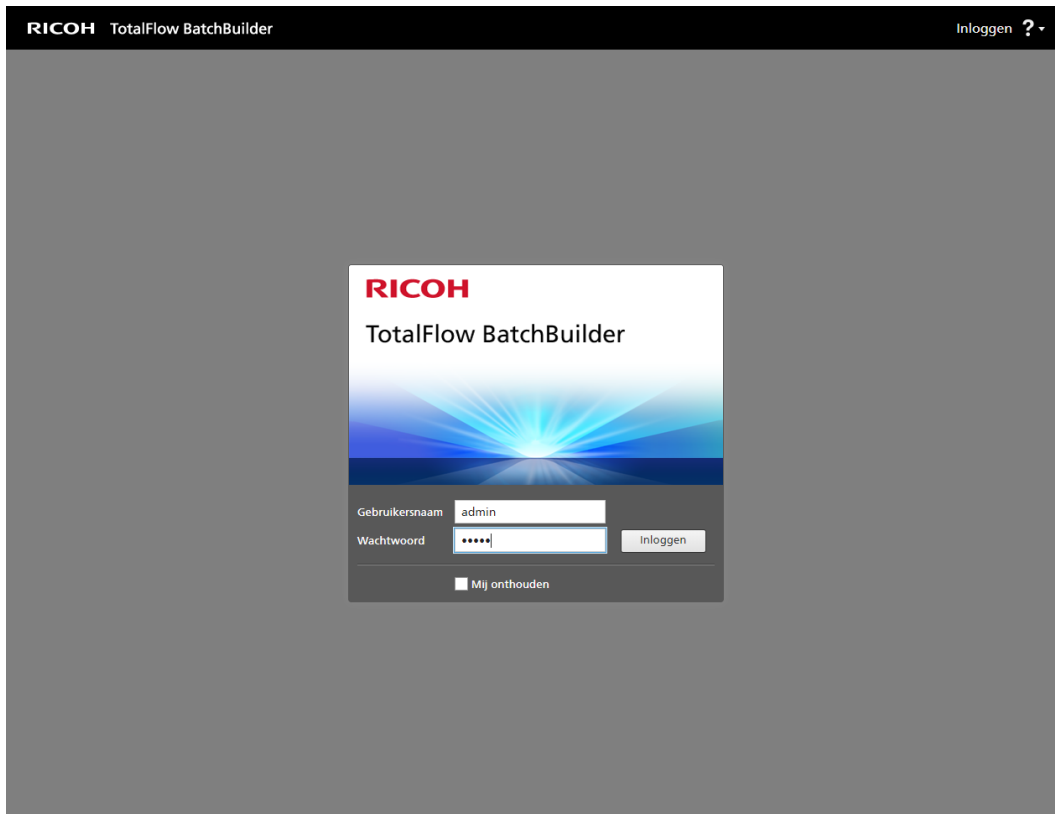 RICOH TotalFlow BatchBuilder Inloggen ?
RICOH
TotalFlow BatchBuilder
Gebruikersnaam admin
Wachtwoord ••••• Inloggen
Mij onthouden